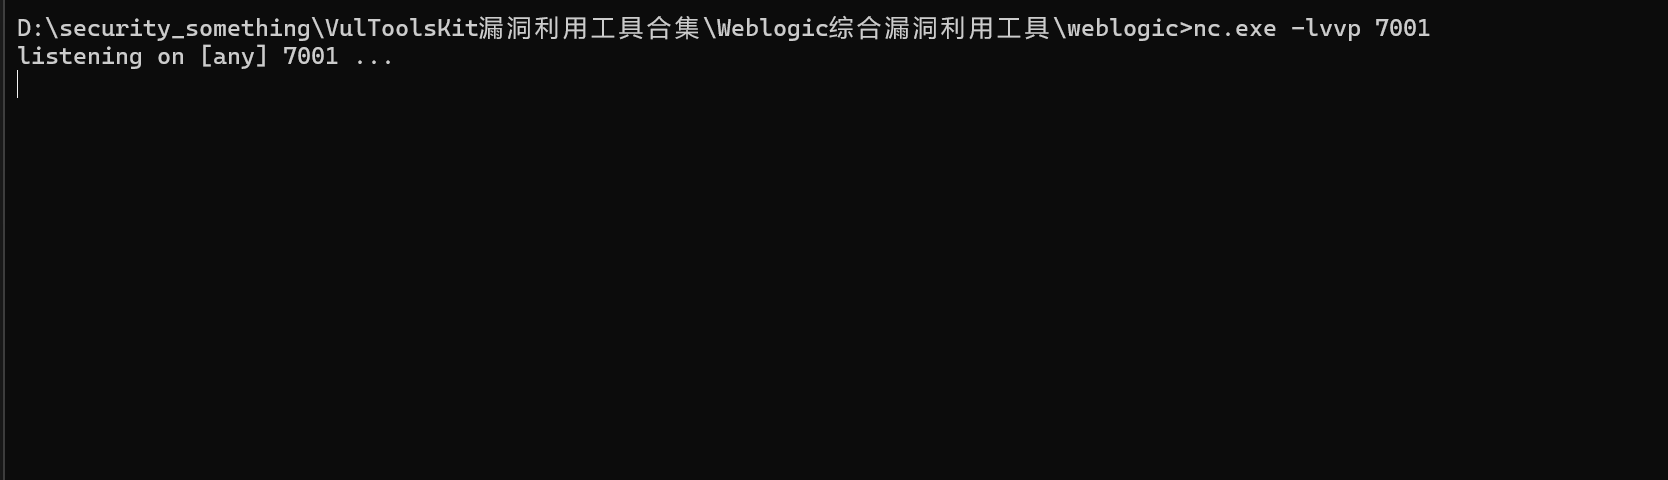 D:\security_something\VulToolsKit漏洞利用工具合集\Weblogic综合漏洞利用工具\weblogic>nc.exe -lvvp 7001
listening on [any] 7001 ...